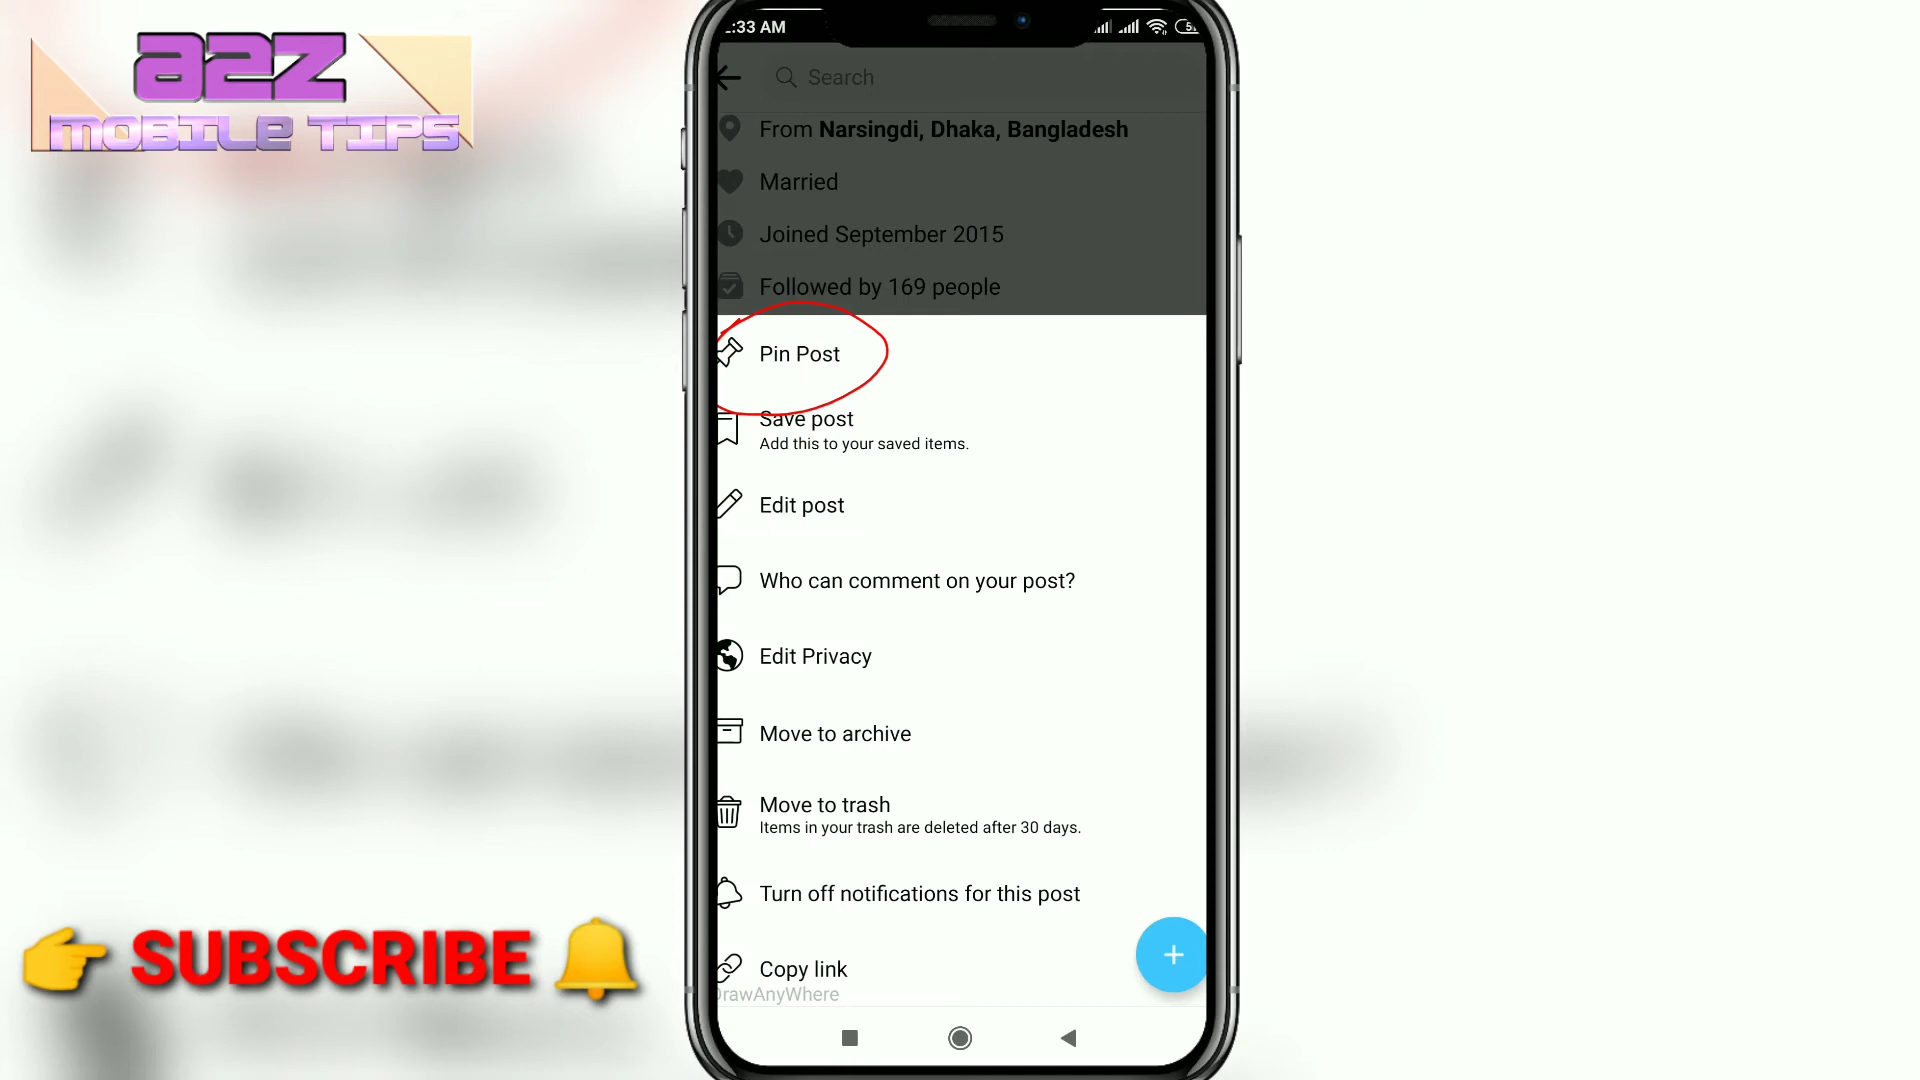 a2z
MOBILE TIPS
:33 AM
Search
From Narsingdi, Dhaka, Bangladesh
Married
Joined September 2015
Followed by 169 people
Pin Post
Save post
Add this to your saved items.
Edit post
Who can comment on your post?
Edit Privacy
Move to archive
Move to trash
Items in your trash are deleted after 30 days.
Turn off notifications for this post
Copy link
rawAnyWhere
SUBSCRIBE